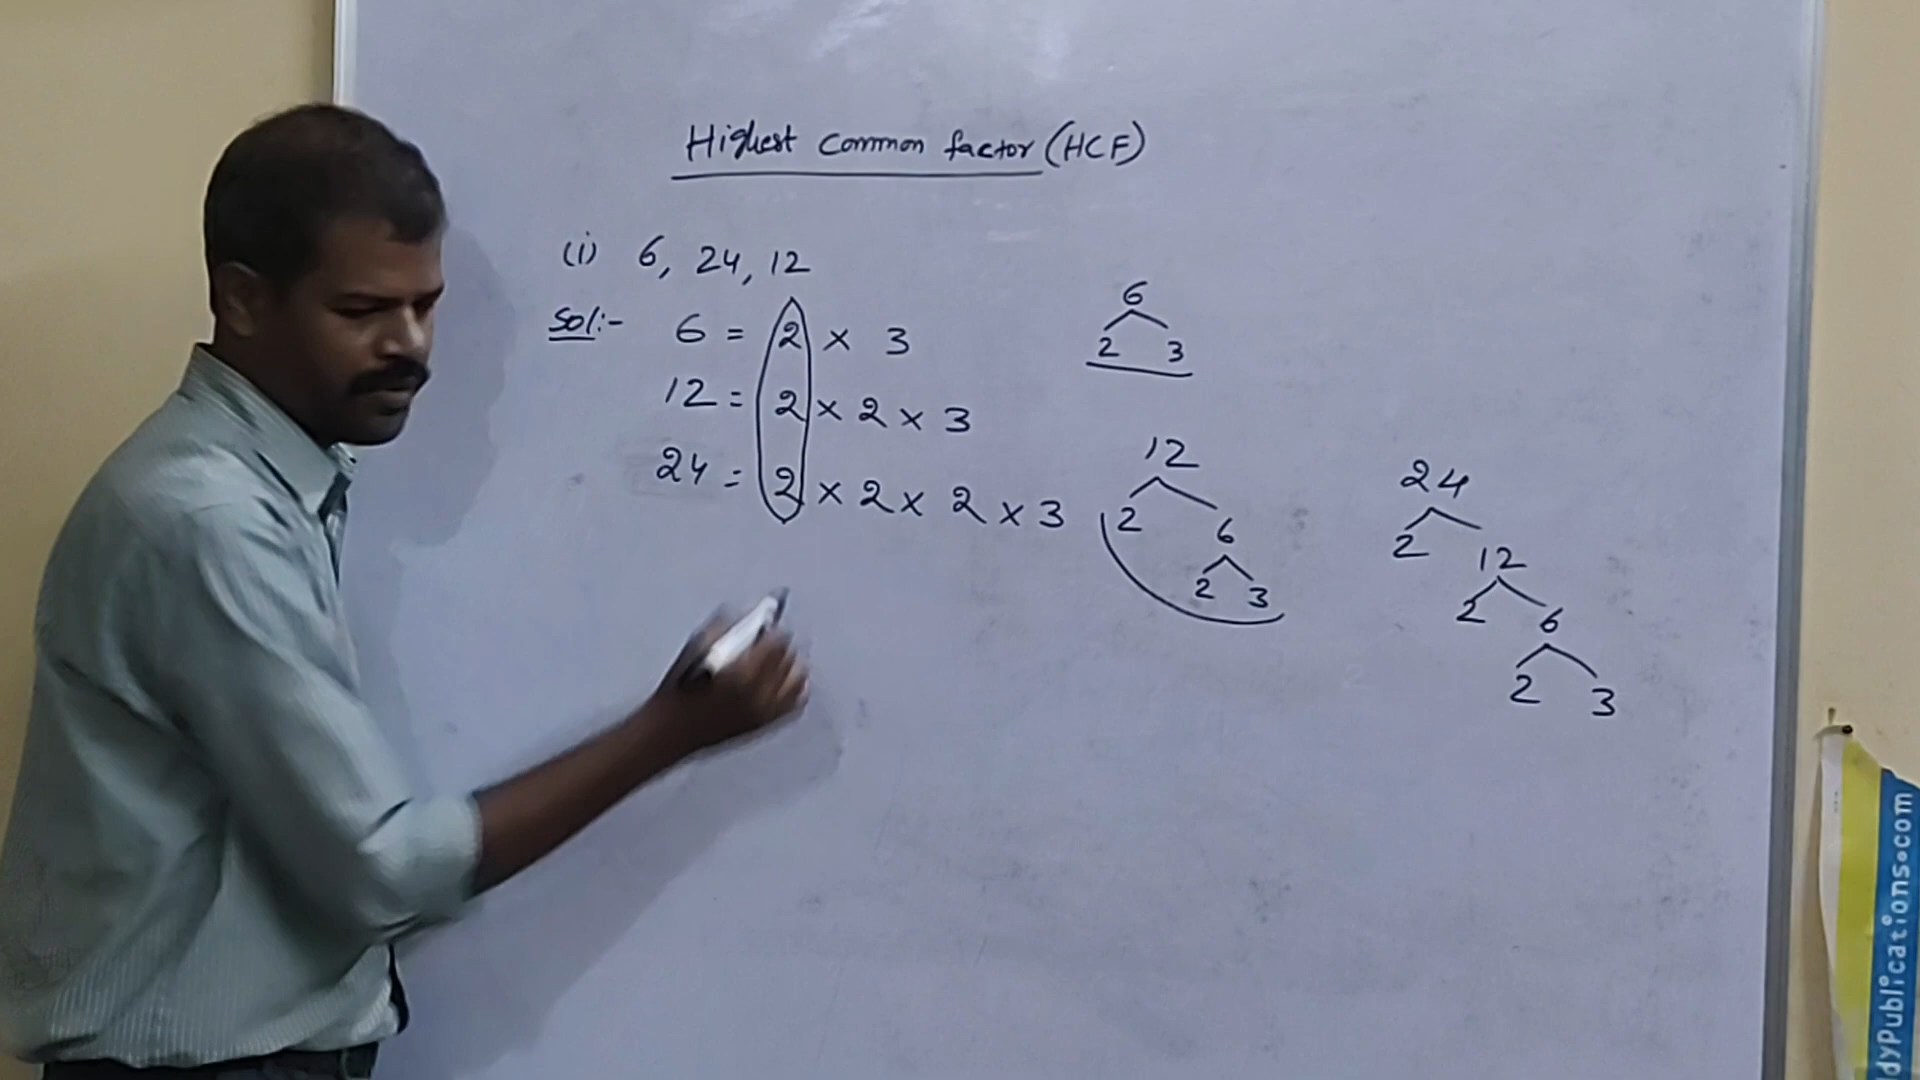 Highest Common factor (HCF)
(i) 6, 24, 12
Sol:- 6 = 2 × 3
12 = 2 × 2 × 3
24 = 2 × 2 × 2 × 3
6
2 3
12
2 6
2 3
24
2 12
2 6
2 3
dyPublications.com